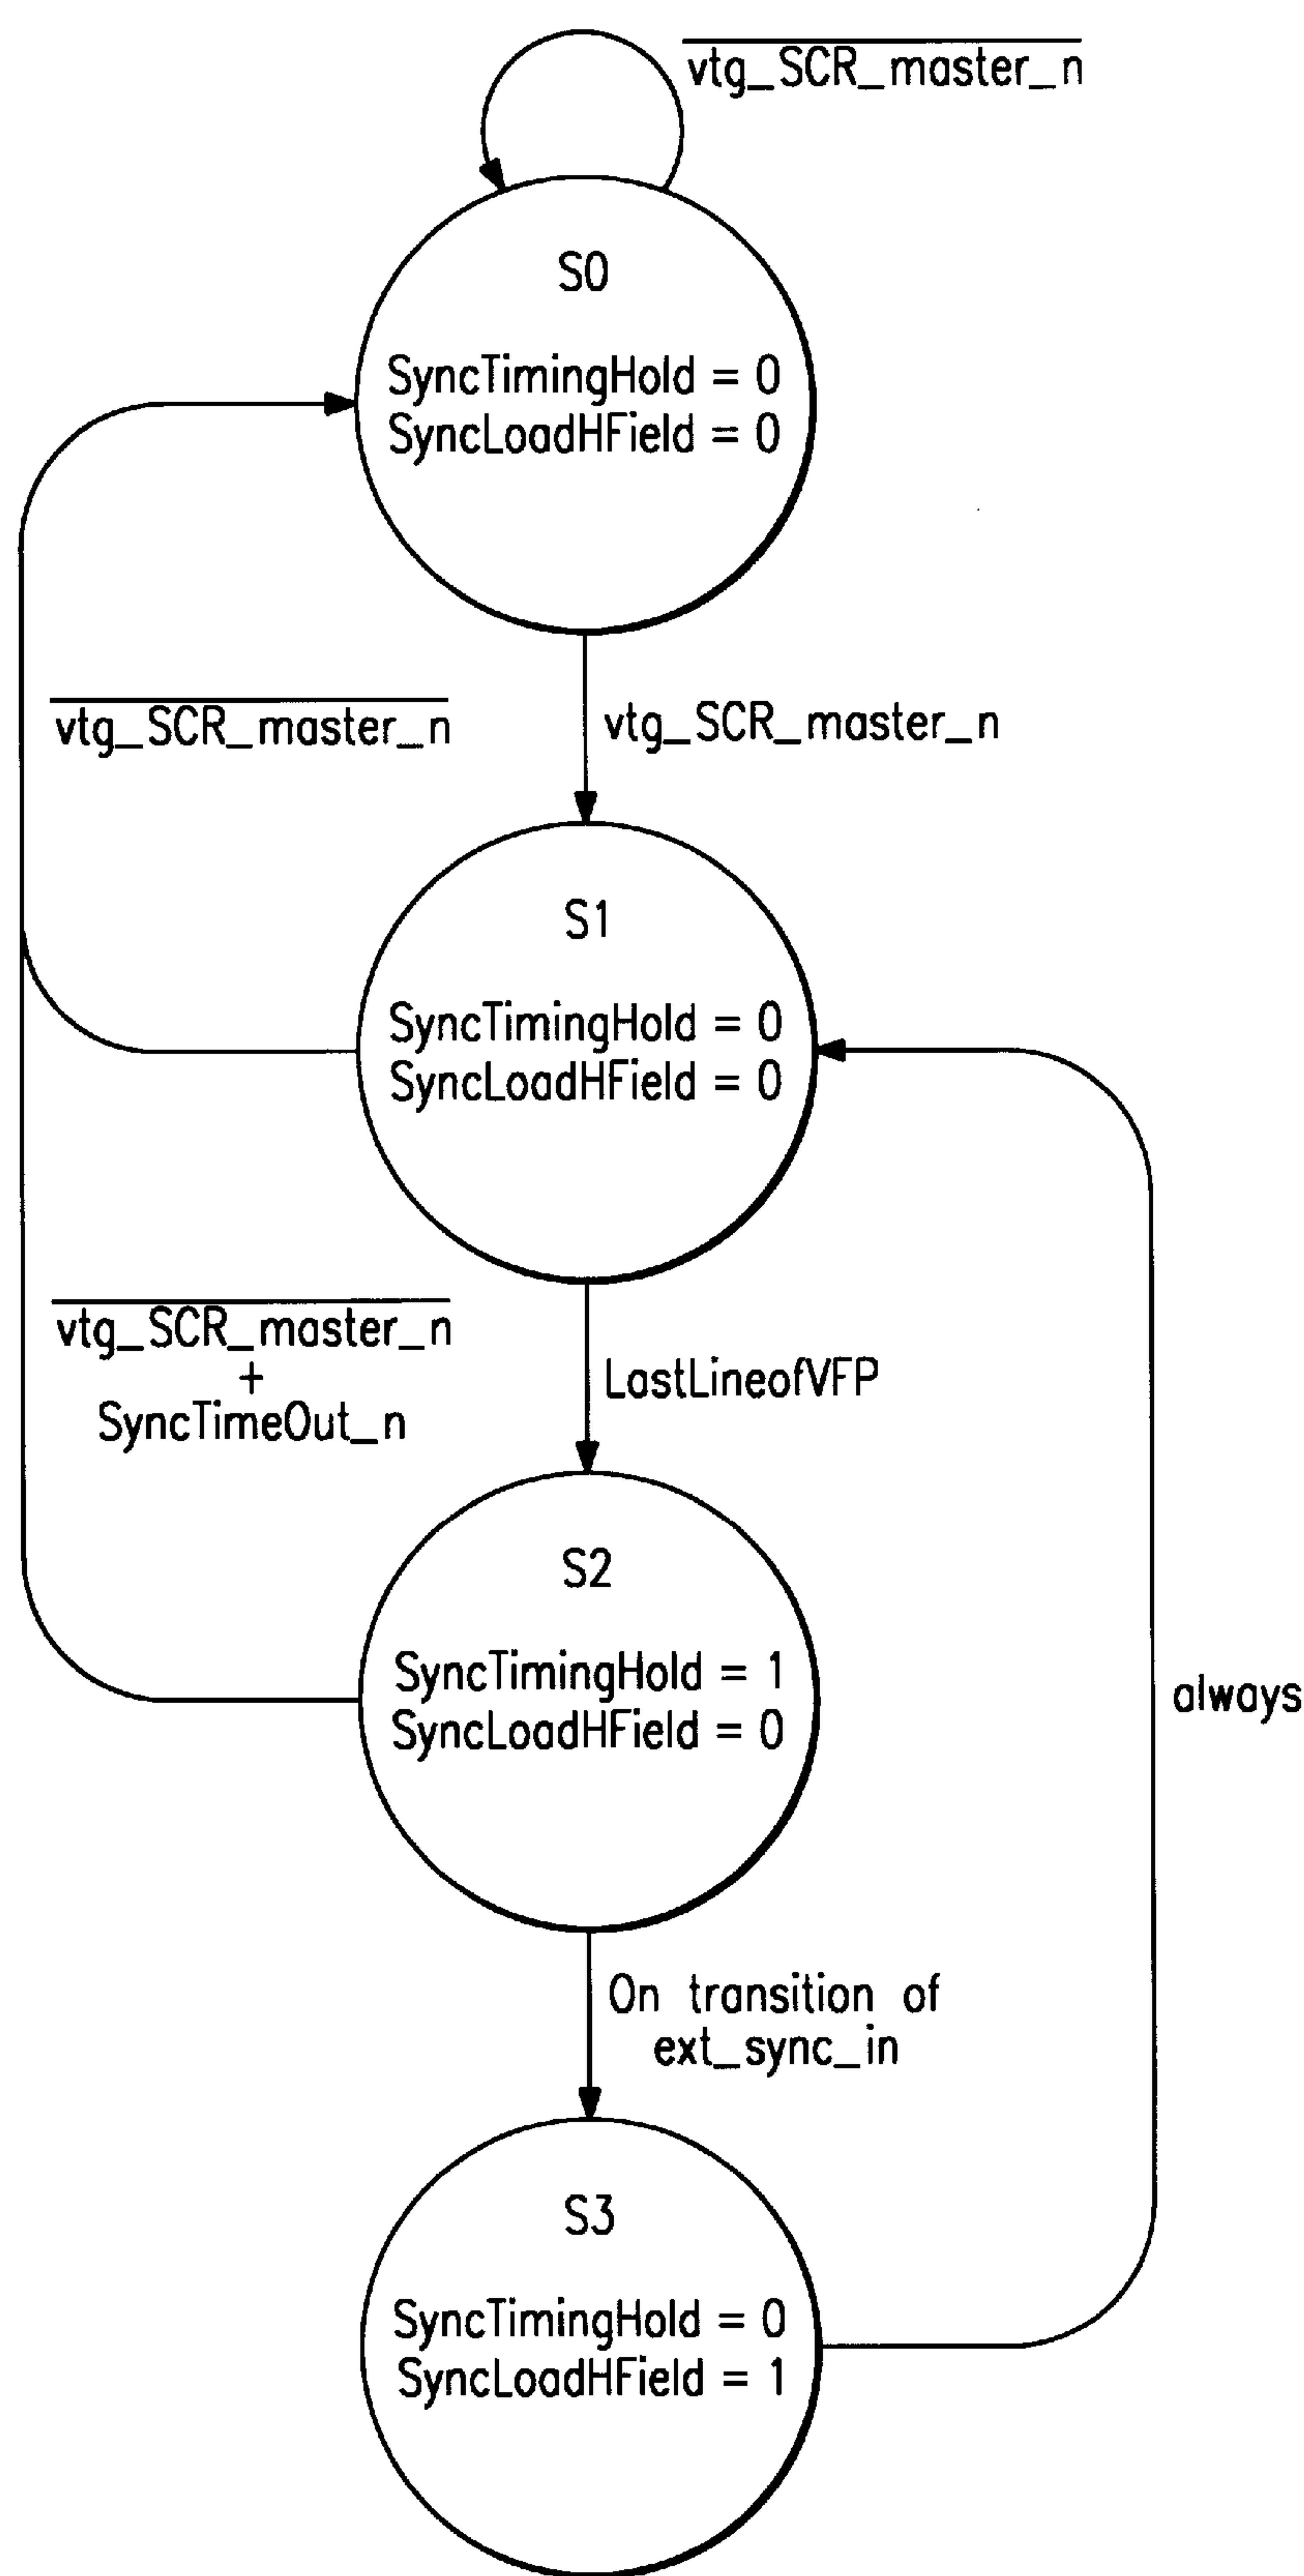 vtg_SCR_master_n
S0
SyncTimingHold = 0
SyncLoadHField = 0
vtg_SCR_master_n
vtg_SCR_master_n
S1
SyncTimingHold = 0
SyncLoadHField = 0
vtg_SCR_master_n
+
SyncTimeOut_n
LastLineofVFP
S2
SyncTimingHold = 1
SyncLoadHField = 0
always
On transition of
ext_sync_in
S3
SyncTimingHold = 0
SyncLoadHField = 1